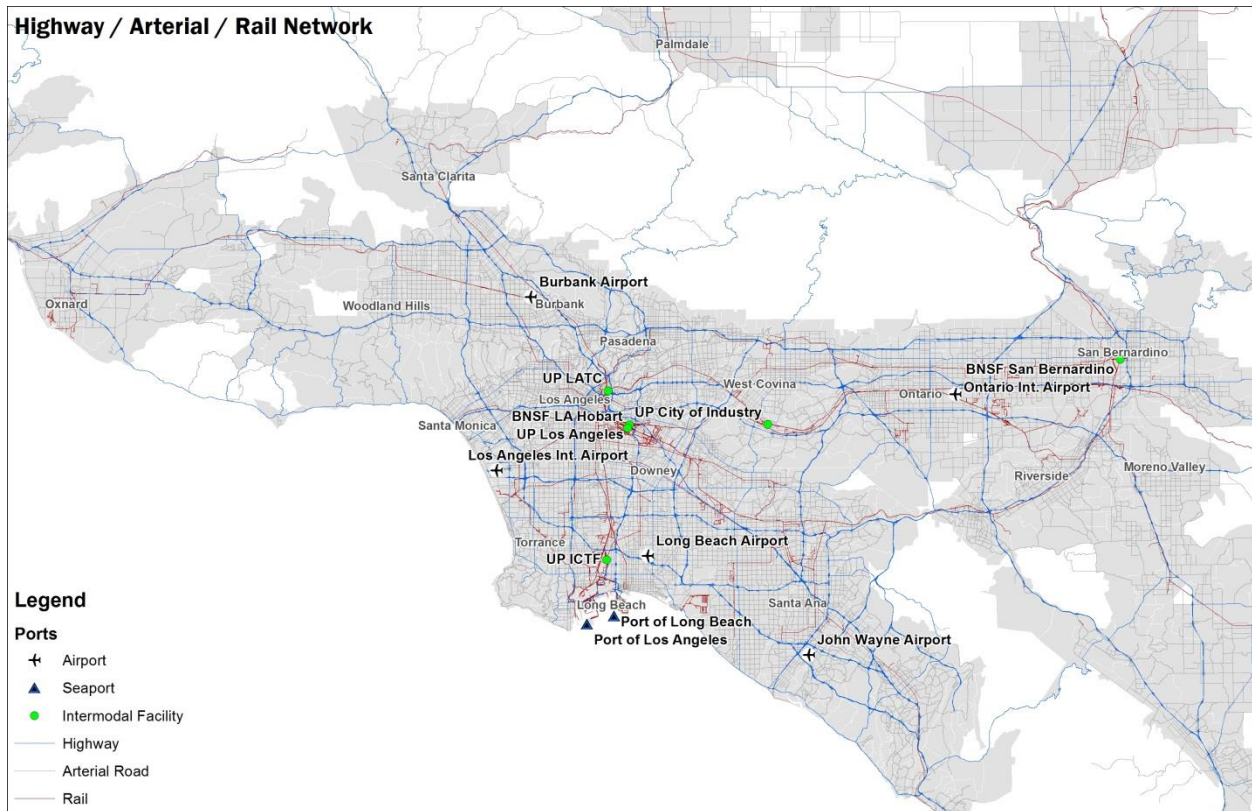 Highway / Arterial / Rail Network
Palmdale
Santa Clarita
Burbank Airport
Burbank
Oxnard
Woodland Hills
Pasadena
San Bernardino
BNSF San Bernardino
UP LATC
West Covina
Ontario Int. Airport
Ontario
Los Angeles
BNSF LA Hobart
UP City of Industry
Santa Monica
UP Los Angeles
Los Angeles Int. Airport
Downey
Moreno Valley
Riverside
Torrance
Long Beach Airport
UP ICTF
Long Beach
Santa Ana
Port of Long Beach
Port of Los Angeles
John Wayne Airport
Legend
Ports
Airport
Seaport
Intermodal Facility
Highway
Arterial Road
Rail